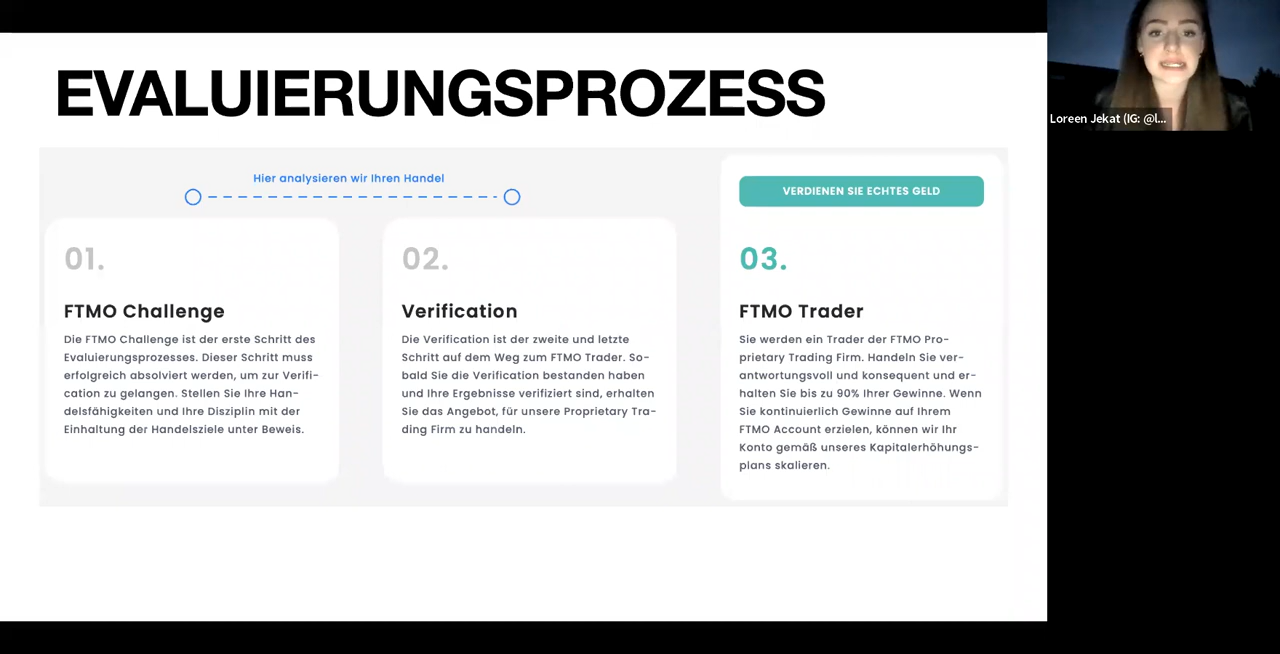 EVALUIERUNGSPROZESS
Loreen Jekat (IG: @l...
Hier analysieren wir Ihren Handel
01.
FTMO Challenge
Die FTMO Challenge ist der erste Schritt des
Evaluierungsprozesses. Dieser Schritt muss
erfolgreich absolviert werden, um zur Verifi-
cation zu gelangen. Stellen Sie Ihre Han-
delsfähigkeiten und Ihre Disziplin mit der
Einhaltung der Handelsziele unter Beweis.
02.
Verification
Die Verification ist der zweite und letzte
Schritt auf dem Weg zum FTMO Trader. So-
bald Sie die Verification bestanden haben
und Ihre Ergebnisse verifiziert sind, erhalten
Sie das Angebot, für unsere Proprietary Tra-
ding Firm zu handeln.
VERDIENEN SIE ECHTES GELD
03.
FTMO Trader
Sie werden ein Trader der FTMO Pro-
prietary Trading Firm. Handeln Sie ver-
antwortungsvoll und konsequent und er-
halten Sie bis zu 90% Ihrer Gewinne. Wenn
Sie kontinuierlich Gewinne auf Ihrem
FTMO Account erzielen, können wir Ihr
Konto gemäß unseres Kapitalerhöhungs-
plans skalieren.